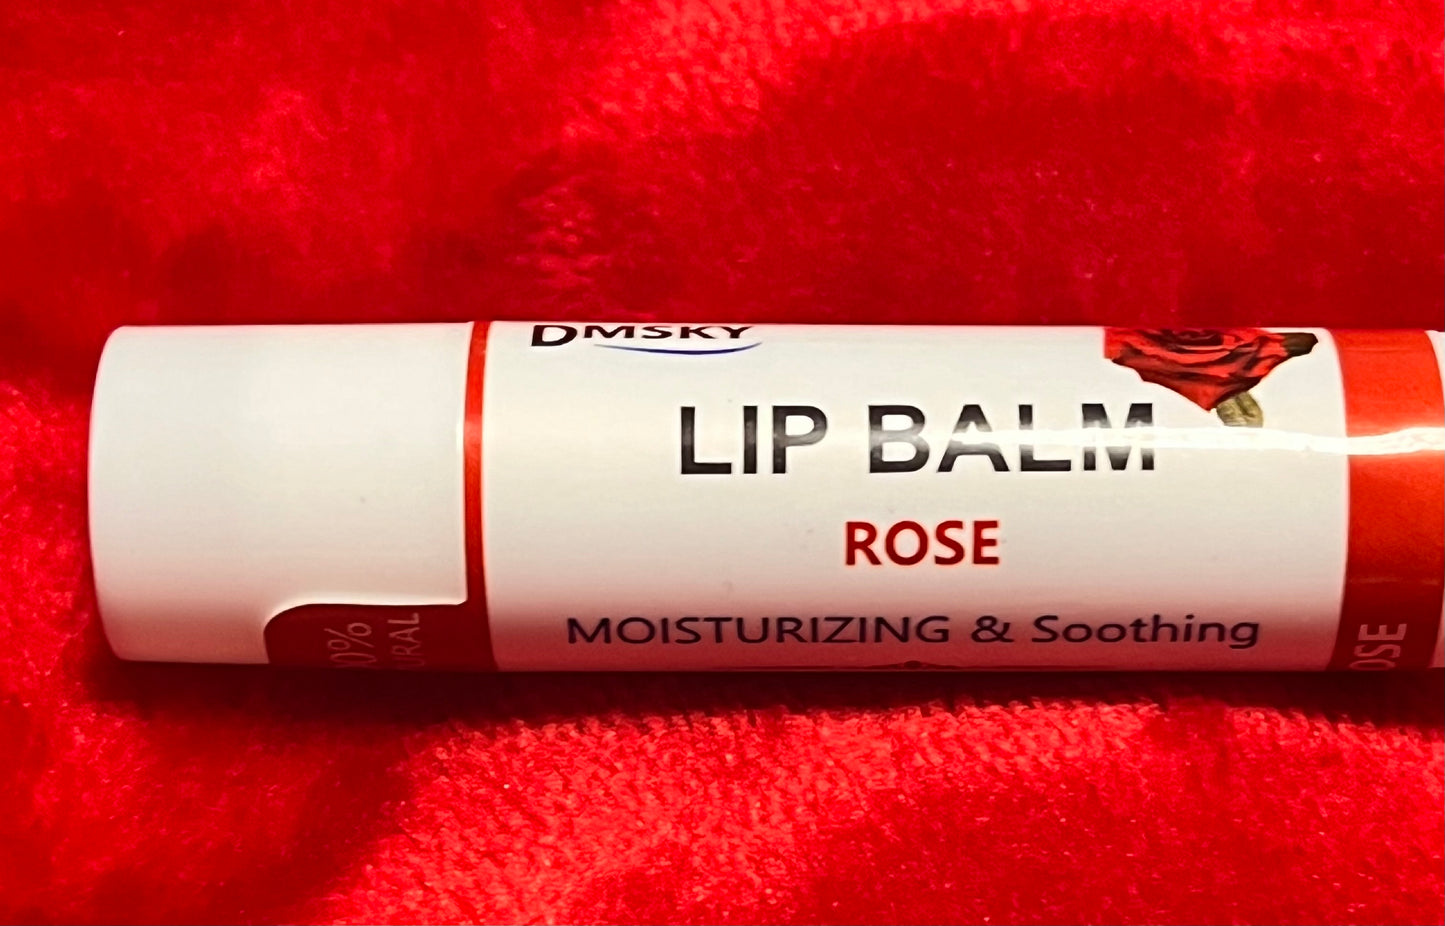 DMSKY
LIP BALM
ROSE
MOISTURIZING & Soothing